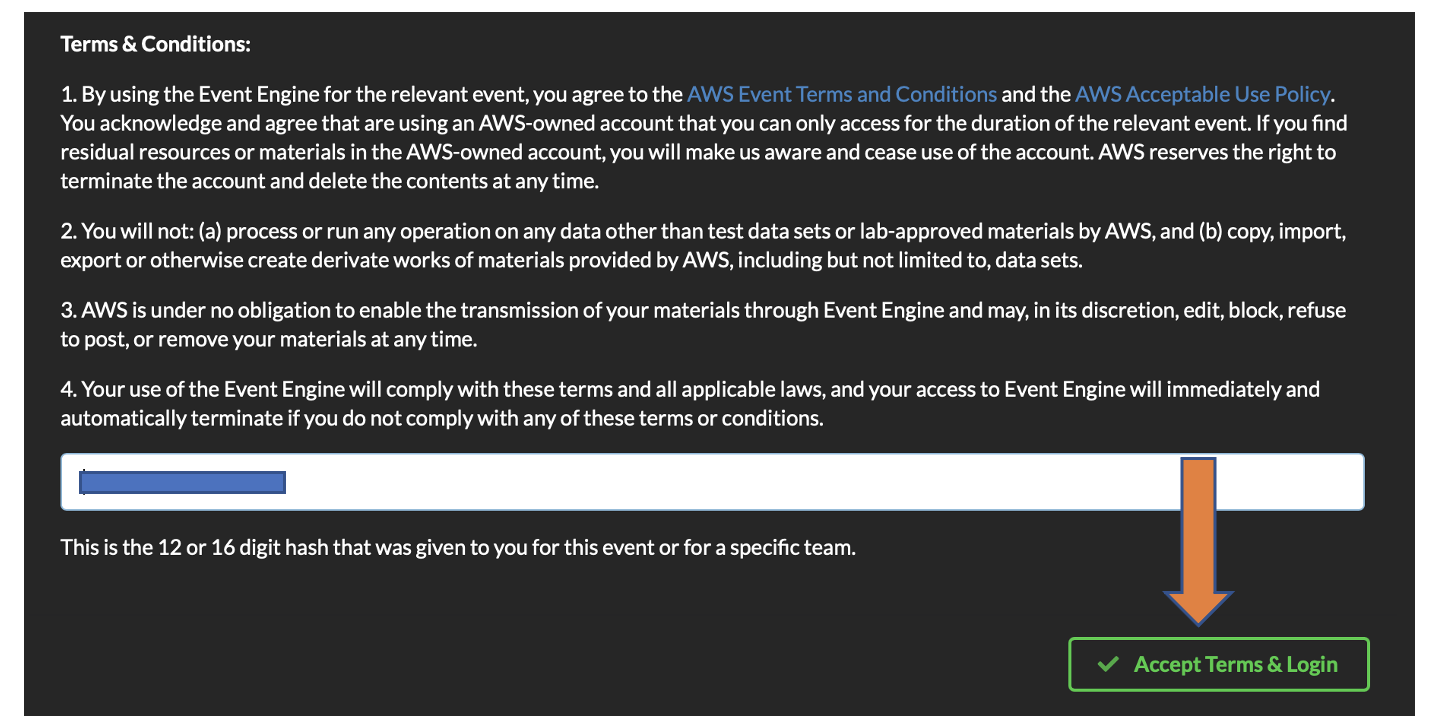 Terms & Conditions:
1. By using the Event Engine for the relevant event, you agree to the AWS Event Terms and Conditions and the AWS Acceptable Use Policy.
You acknowledge and agree that are using an AWS-owned account that you can only access for the duration of the relevant event. If you find
residual resources or materials in the AWS-owned account, you will make us aware and cease use of the account. AWS reserves the right to
terminate the account and delete the contents at any time.
2. You will not: (a) process or run any operation on any data other than test data sets or lab-approved materials by AWS, and (b) copy, import,
export or otherwise create derivate works of materials provided by AWS, including but not limited to, data sets.
3. AWS is under no obligation to enable the transmission of your materials through Event Engine and may, in its discretion, edit, block, refuse
to post, or remove your materials at any time.
4. Your use of the Event Engine will comply with these terms and all applicable laws, and your access to Event Engine will immediately and
automatically terminate if you do not comply with any of these terms or conditions.
This is the 12 or 16 digit hash that was given to you for this event or for a specific team.
Accept Terms & Login